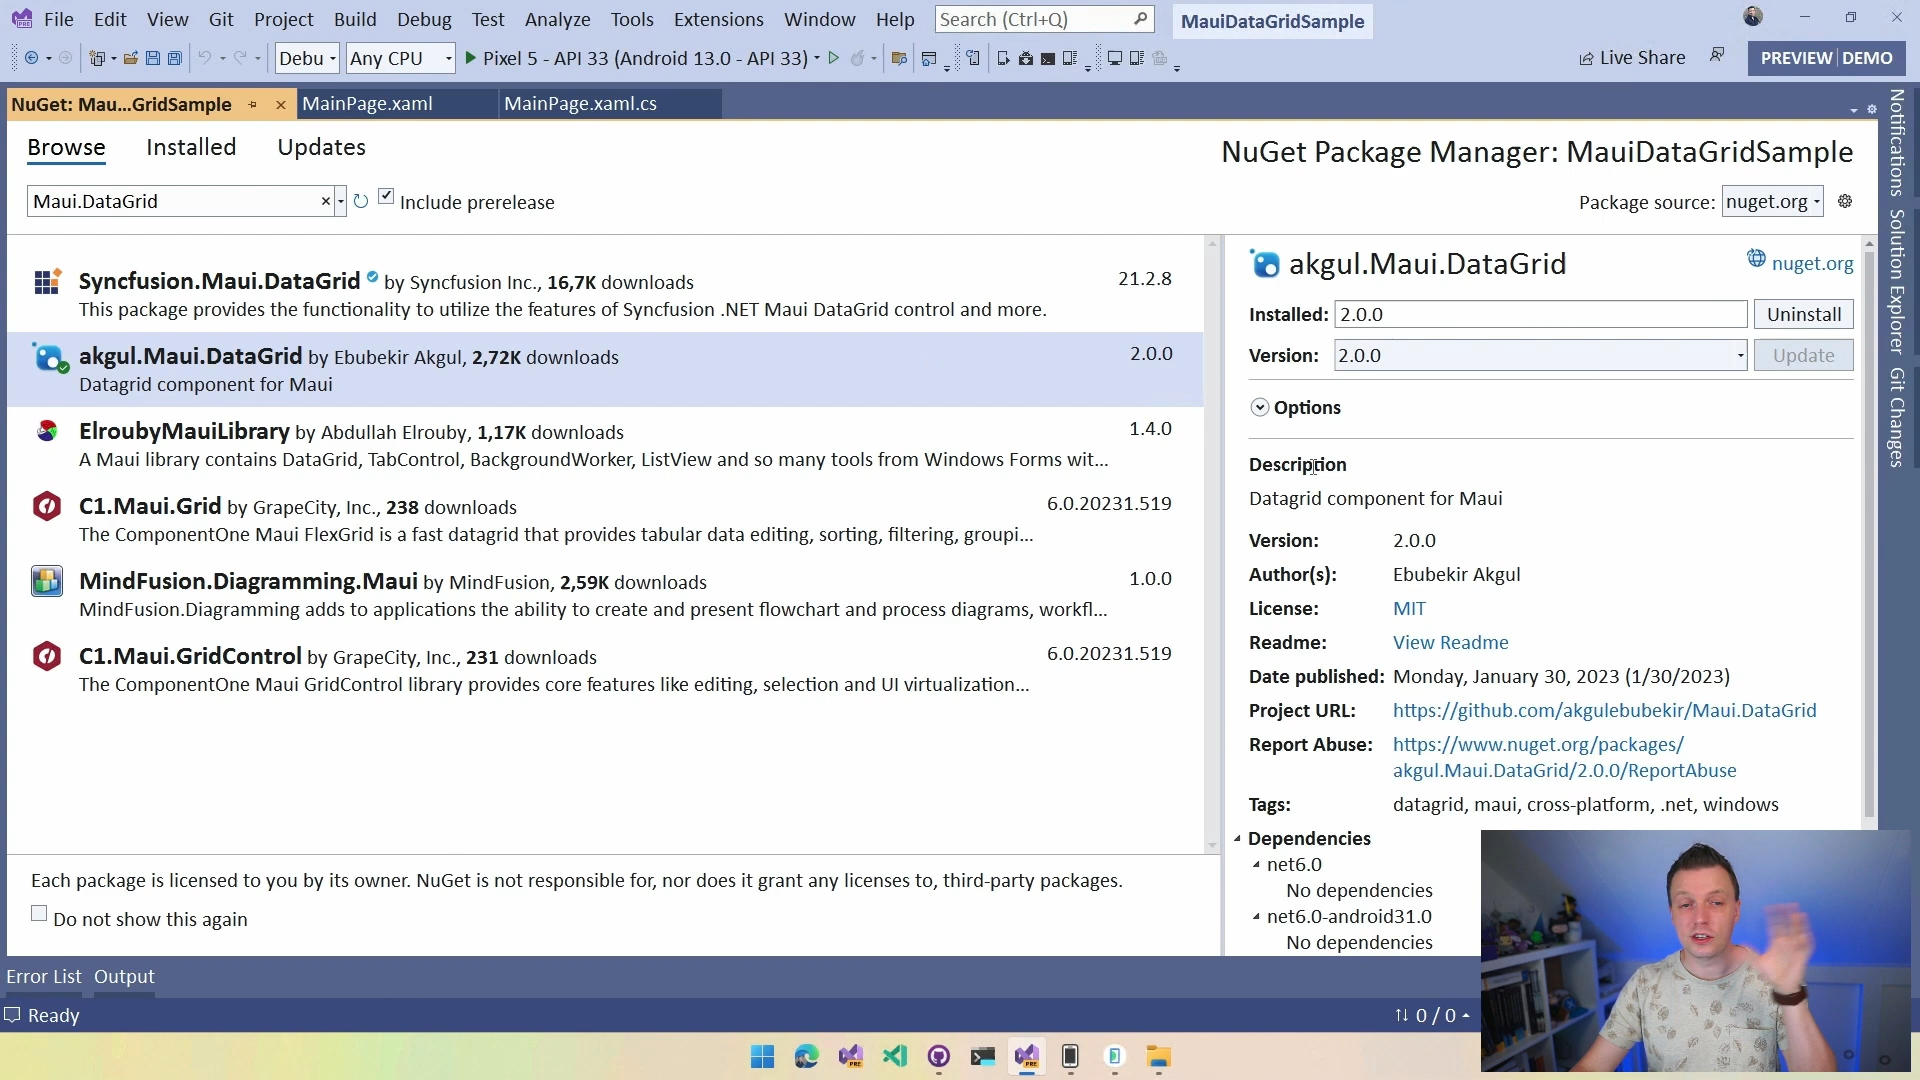 File Edit View Git Project Build Debug Test Analyze Tools Extensions Window Help Search (Ctrl+Q) MauiDataGridSample
Debu Any CPU Pixel 5 - API 33 (Android 13.0 - API 33) Live Share PREVIEW DEMO
NuGet: Mau...GridSample MainPage.xaml MainPage.xaml.cs
Browse Installed Updates
NuGet Package Manager: MauiDataGridSample
Maui.DataGrid Include prerelease
Package source: nuget.org
Syncfusion.Maui.DataGrid by Syncfusion Inc., 16,7K downloads 21.2.8
This package provides the functionality to utilize the features of Syncfusion .NET Maui DataGrid control and more.
akgul.Maui.DataGrid by Ebubekir Akgul, 2,72K downloads 2.0.0
Datagrid component for Maui
ElroubyMauiLibrary by Abdullah Elrouby, 1,17K downloads 1.4.0
A Maui library contains DataGrid, TabControl, BackgroundWorker, ListView and so many tools from Windows Forms wit...
C1.Maui.Grid by GrapeCity, Inc., 238 downloads 6.0.20231.519
The ComponentOne Maui FlexGrid is a fast datagrid that provides tabular data editing, sorting, filtering, groupi...
MindFusion.Diagramming.Maui by MindFusion, 2,59K downloads 1.0.0
MindFusion.Diagramming adds to applications the ability to create and present flowchart and process diagrams, workfl...
C1.Maui.GridControl by GrapeCity, Inc., 231 downloads 6.0.20231.519
The ComponentOne Maui GridControl library provides core features like editing, selection and UI virtualization...
Each package is licensed to you by its owner. NuGet is not responsible for, nor does it grant any licenses to, third-party packages.
Do not show this again
akgul.Maui.DataGrid nuget.org
Installed: 2.0.0 Uninstall
Version: 2.0.0 Update
Options
Description
Datagrid component for Maui
Version: 2.0.0
Author(s): Ebubekir Akgul
License: MIT
Readme: View Readme
Date published: Monday, January 30, 2023 (1/30/2023)
Project URL: https://github.com/akgulebubekir/Maui.DataGrid
Report Abuse: https://www.nuget.org/packages/
akgul.Maui.DataGrid/2.0.0/ReportAbuse
Tags: datagrid, maui, cross-platform, .net, windows
Dependencies
net6.0
No dependencies
net6.0-android31.0
No dependencies
Notifications
Solution Explorer
Git Changes
Error List Output
Ready 0 / 0
PRE PRE